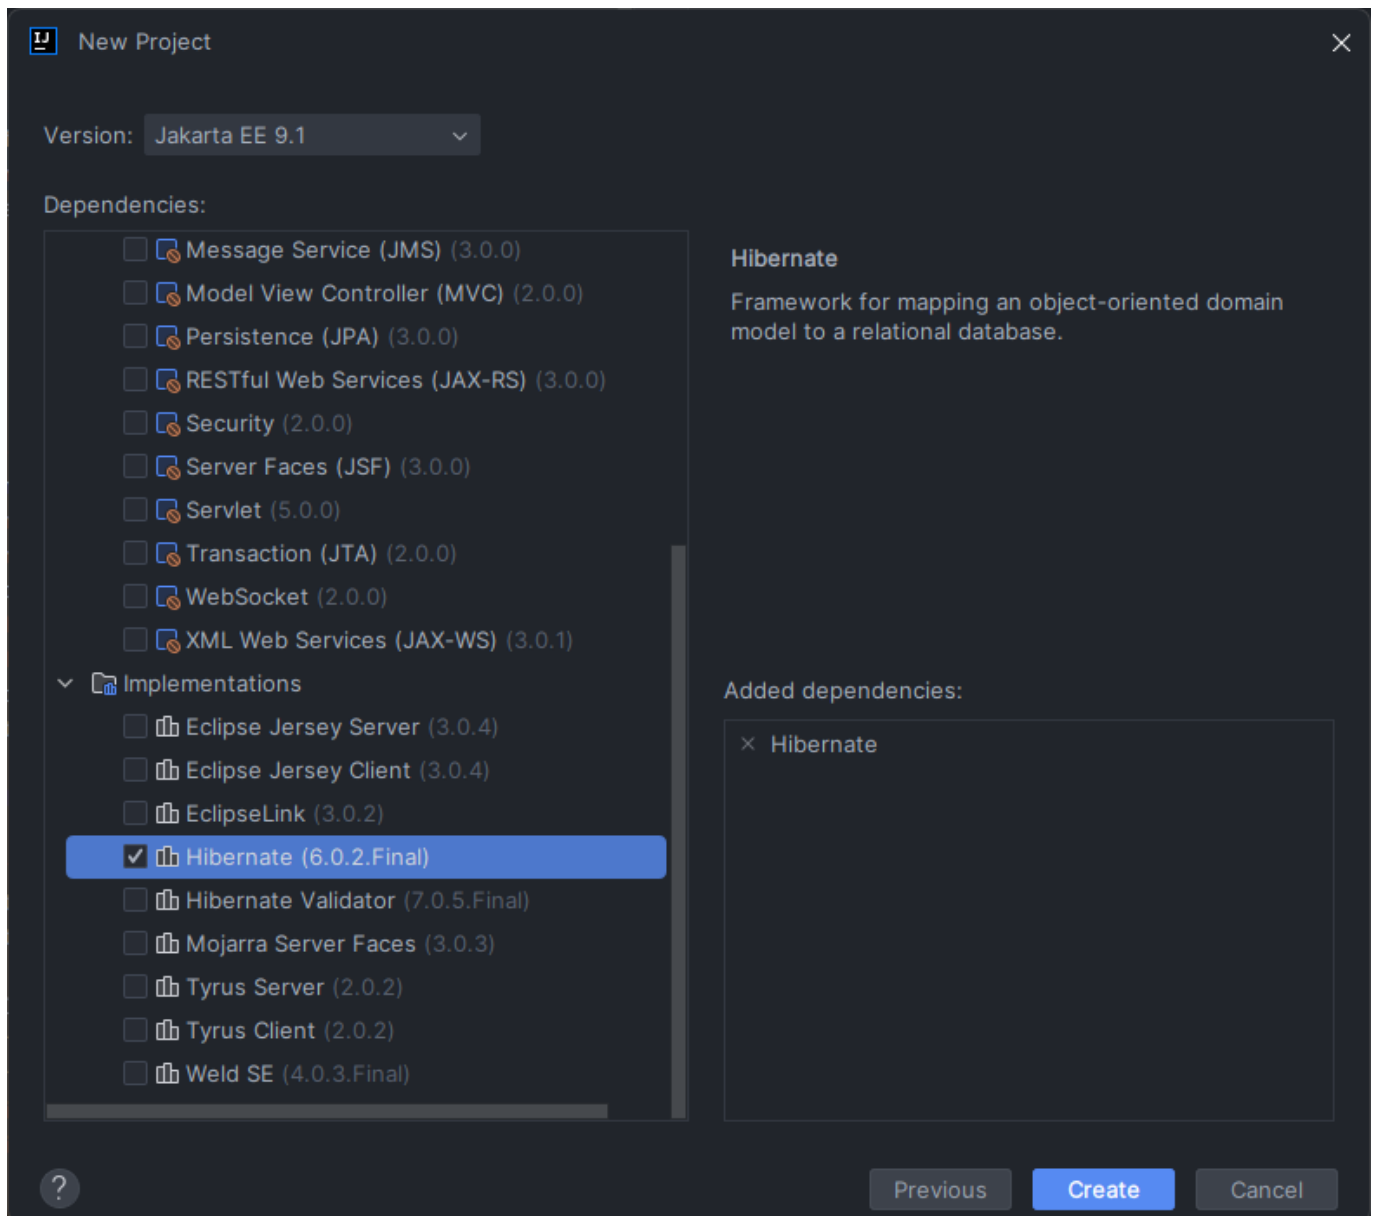 New Project
Version: Jakarta EE 9.1
Dependencies:
Message Service (JMS) (3.0.0)
Model View Controller (MVC) (2.0.0)
Persistence (JPA) (3.0.0)
RESTful Web Services (JAX-RS) (3.0.0)
Security (2.0.0)
Server Faces (JSF) (3.0.0)
Servlet (5.0.0)
Transaction (JTA) (2.0.0)
WebSocket (2.0.0)
XML Web Services (JAX-WS) (3.0.1)
Implementations
Eclipse Jersey Server (3.0.4)
Eclipse Jersey Client (3.0.4)
EclipseLink (3.0.2)
Hibernate (6.0.2.Final)
Hibernate Validator (7.0.5.Final)
Mojarra Server Faces (3.0.3)
Tyrus Server (2.0.2)
Tyrus Client (2.0.2)
Weld SE (4.0.3.Final)
Hibernate
Framework for mapping an object-oriented domain
model to a relational database.
Added dependencies:
Hibernate
? Previous Create Cancel